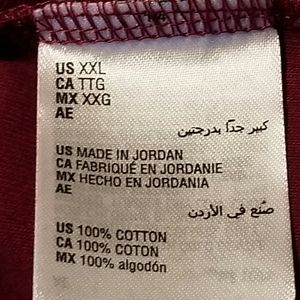 US XXL
CA TTG
MX XXG
AE
كبير جداً بدرجتين
US MADE IN JORDAN
CA FABRIQUÉ EN JORDANIE
MX HECHO EN JORDANIA
AE
صُنع في الأردن
US 100% COTTON
CA 100% COTON
MX 100% algodón